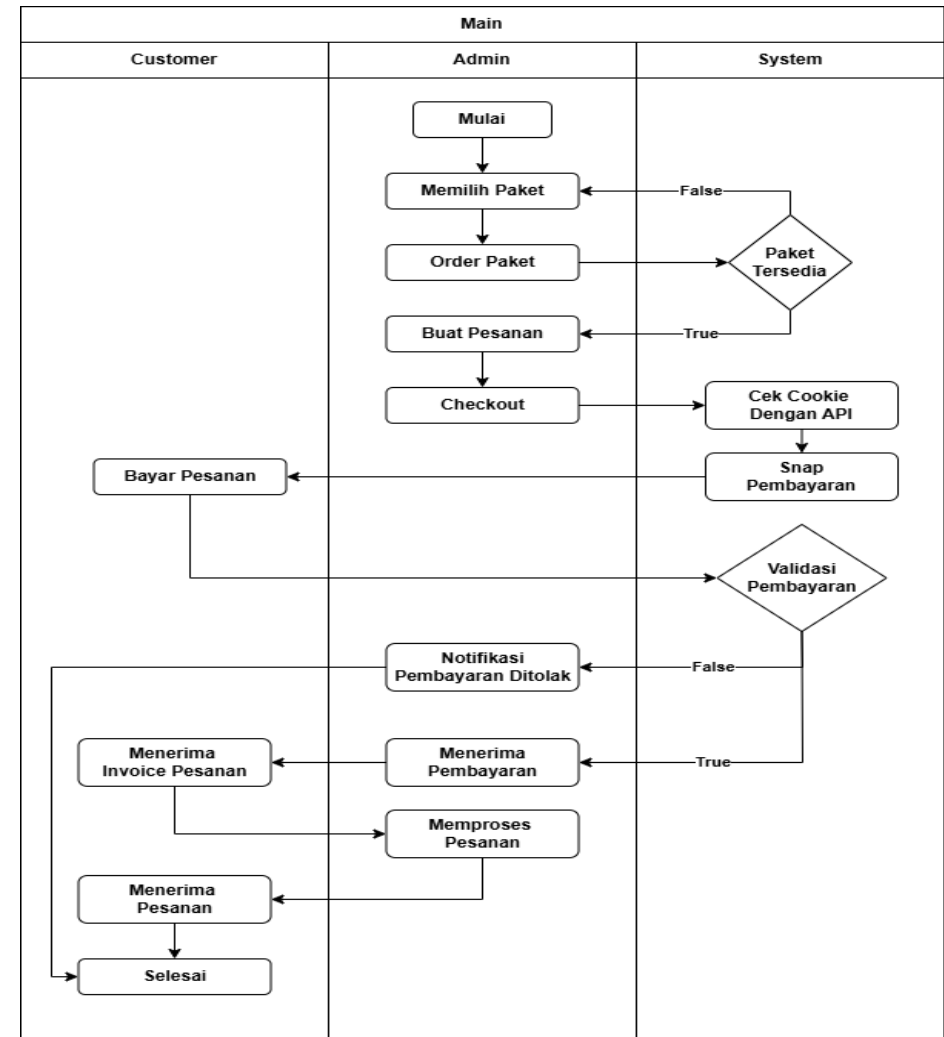 Main
Customer
Admin
System
Mulai
Memilih Paket
False
Order Paket
Paket
Tersedia
Buat Pesanan
True
Checkout
Cek Cookie
Dengan API
Bayar Pesanan
Snap
Pembayaran
Validasi
Pembayaran
Notifikasi
Pembayaran Ditolak
False
Menerima
Invoice Pesanan
Menerima
Pembayaran
True
Memproses
Pesanan
Menerima
Pesanan
Selesai